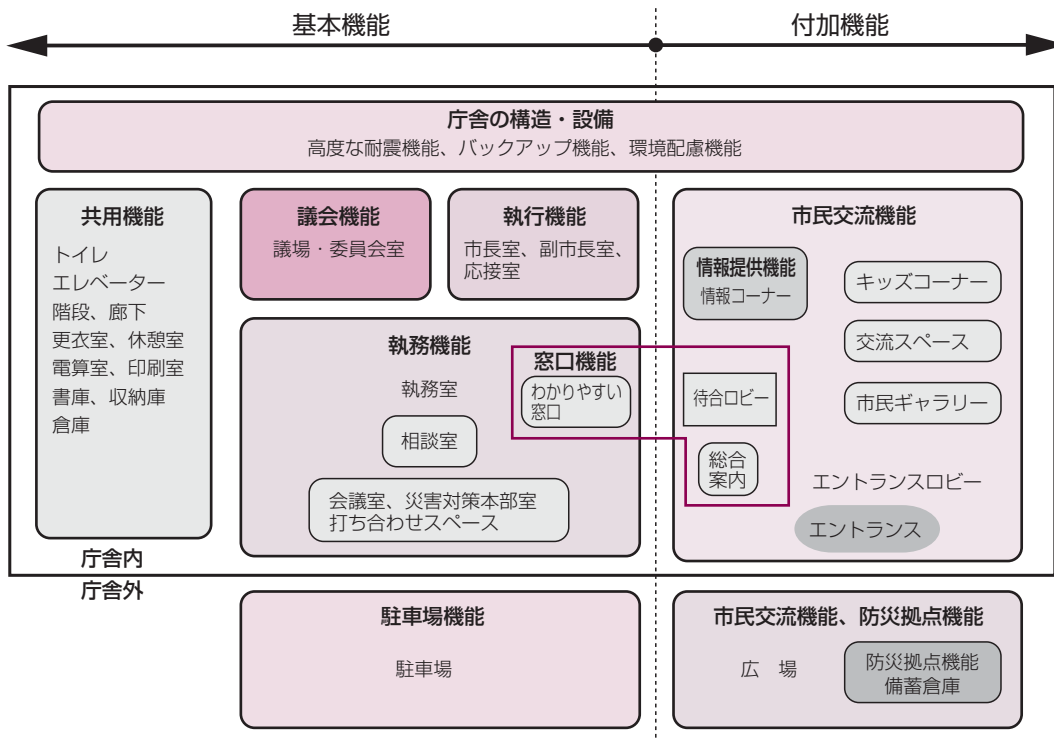 基本機能
付加機能
庁舎の構造・設備
高度な耐震機能、バックアップ機能、環境配慮機能
共用機能
トイレ
エレベーター
階段、廊下
更衣室、休憩室
電算室、印刷室
書庫、収納庫
倉庫
議会機能
議場・委員会室
執行機能
市長室、副市長室、
応接室
執務機能
執務室
相談室
会議室、災害対策本部室
打ち合わせスペース
窓口機能
わかりやすい
窓口
市民交流機能
情報提供機能
情報コーナー
キッズコーナー
交流スペース
市民ギャラリー
待合ロビー
総合
案内
エントランスロビー
エントランス
庁舎内
庁舎外
駐車場機能
駐車場
市民交流機能、防災拠点機能
広　場
防災拠点機能
備蓄倉庫